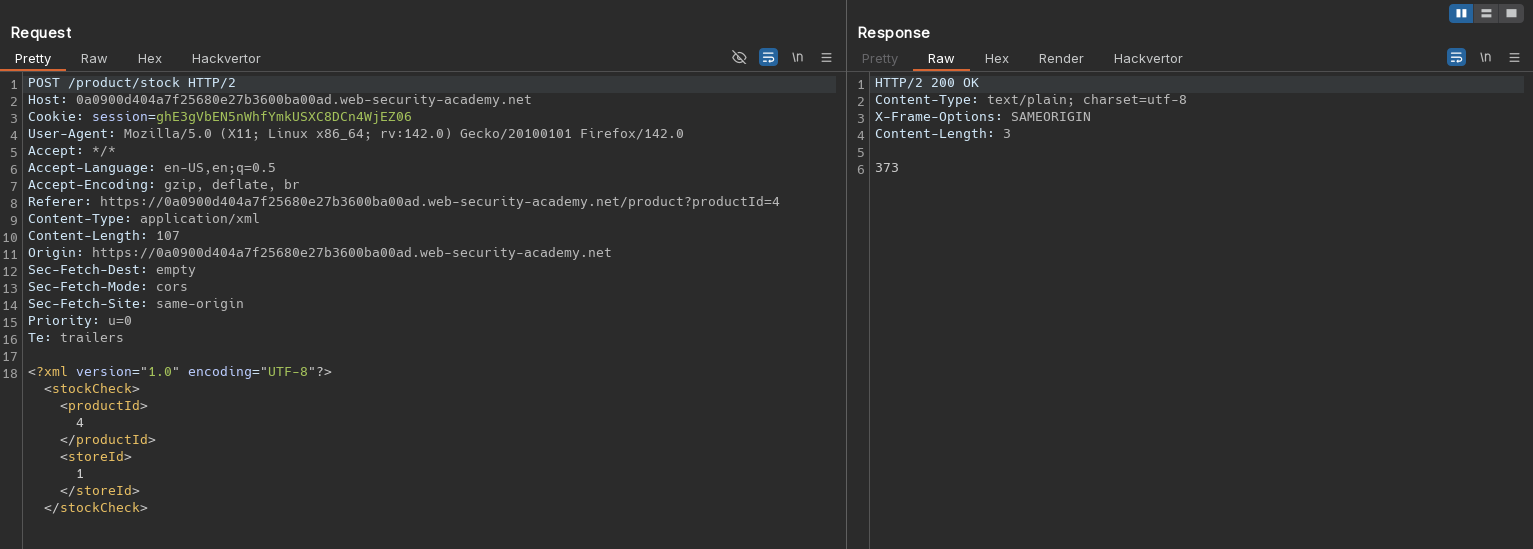 Request
Pretty Raw Hex Hackvertor \n
1 POST /product/stock HTTP/2
2 Host: 0a0900d404a7f25680e27b3600ba00ad.web-security-academy.net
3 Cookie: session=ghE3gVbEN5nWhfYmkUSXC8DCn4WjEZ06
4 User-Agent: Mozilla/5.0 (X11; Linux x86_64; rv:142.0) Gecko/20100101 Firefox/142.0
5 Accept: */*
6 Accept-Language: en-US,en;q=0.5
7 Accept-Encoding: gzip, deflate, br
8 Referer: https://0a0900d404a7f25680e27b3600ba00ad.web-security-academy.net/product?productId=4
9 Content-Type: application/xml
10 Content-Length: 107
11 Origin: https://0a0900d404a7f25680e27b3600ba00ad.web-security-academy.net
12 Sec-Fetch-Dest: empty
13 Sec-Fetch-Mode: cors
14 Sec-Fetch-Site: same-origin
15 Priority: u=0
16 Te: trailers
17
18 <?xml version="1.0" encoding="UTF-8"?>
<stockCheck>
<productId>
4
</productId>
<storeId>
1
</storeId>
</stockCheck>
Response
Pretty Raw Hex Render Hackvertor \n
1 HTTP/2 200 OK
2 Content-Type: text/plain; charset=utf-8
3 X-Frame-Options: SAMEORIGIN
4 Content-Length: 3
5
6 373